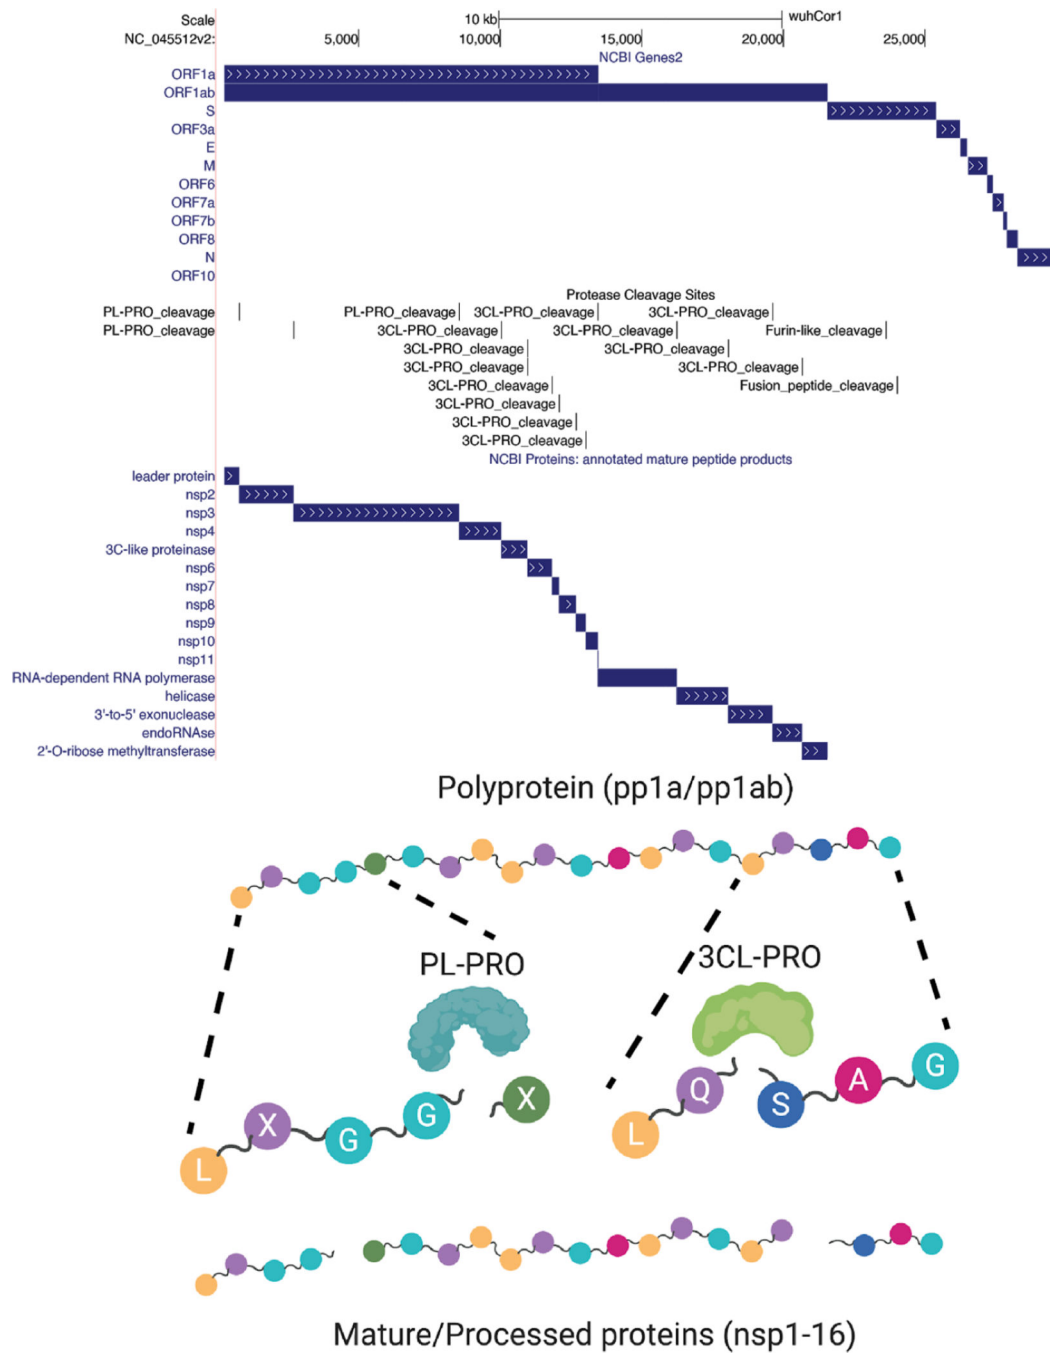 Scale 10 kb wuhCor1
NC_045512v2: 5,000 10,000 15,000 20,000 25,000
NCBI Genes2
ORF1a
ORF1ab
S
ORF3a
E
M
ORF6
ORF7a
ORF7b
ORF8
N
ORF10
Protease Cleavage Sites
PL-PRO_cleavage PL-PRO_cleavage 3CL-PRO_cleavage 3CL-PRO_cleavage
PL-PRO_cleavage 3CL-PRO_cleavage 3CL-PRO_cleavage Furin-like_cleavage
3CL-PRO_cleavage 3CL-PRO_cleavage
3CL-PRO_cleavage 3CL-PRO_cleavage
3CL-PRO_cleavage Fusion_peptide_cleavage
3CL-PRO_cleavage
3CL-PRO_cleavage
3CL-PRO_cleavage
NCBI Proteins: annotated mature peptide products
leader protein
nsp2
nsp3
nsp4
3C-like proteinase
nsp6
nsp7
nsp8
nsp9
nsp10
nsp11
RNA-dependent RNA polymerase
helicase
3'-to-5' exonuclease
endoRNAse
2'-O-ribose methyltransferase
Polyprotein (pp1a/pp1ab)
PL-PRO 3CL-PRO
L X G G X L Q S A G
Mature/Processed proteins (nsp1-16)